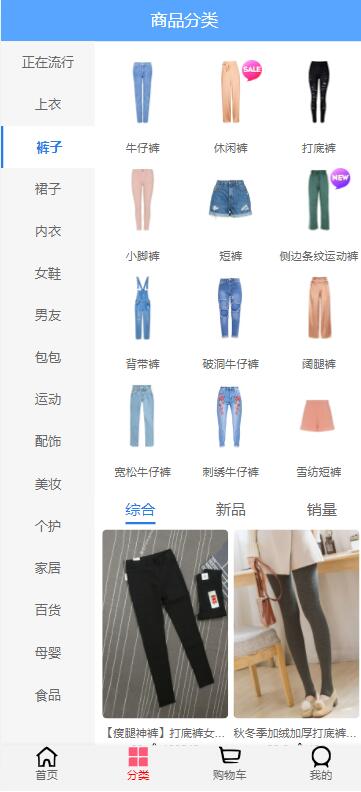 商品分类
正在流行
上衣
裤子
裙子
内衣
女鞋
男友
包包
运动
配饰
美妆
个护
家居
百货
母婴
食品
SALE
牛仔裤
休闲裤
打底裤
NEW
小脚裤
短裤
侧边条纹运动裤
背带裤
破洞牛仔裤
阔腿裤
宽松牛仔裤
刺绣牛仔裤
雪纺短裤
综合
新品
销量
【瘦腿神裤】打底裤女...
秋冬季加绒加厚打底裤...
首页
分类
购物车
我的